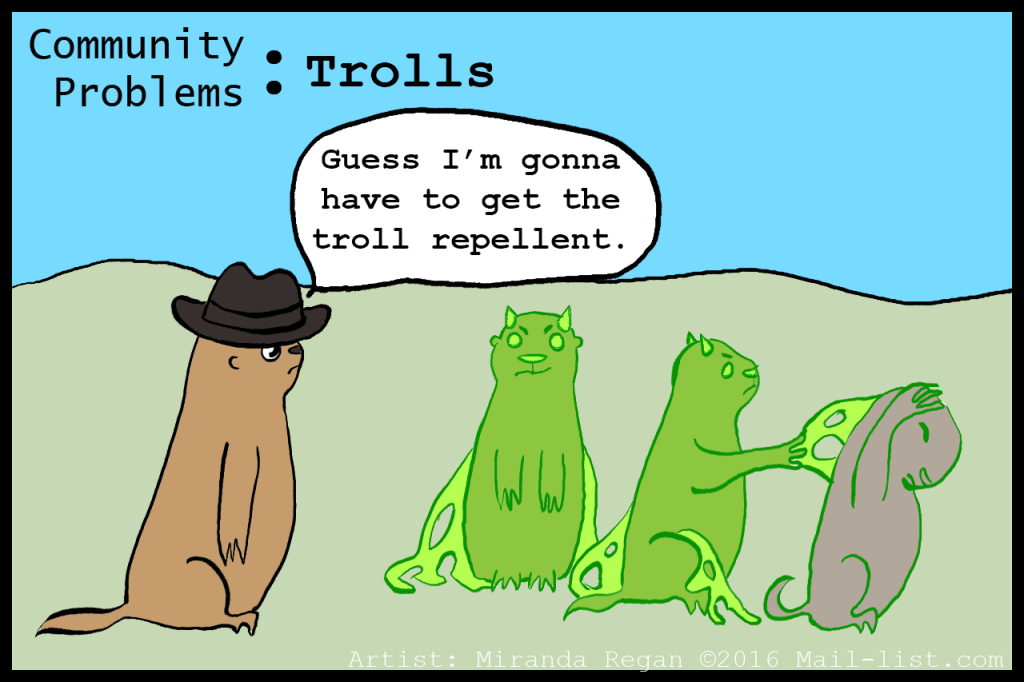 Community
Problems
: Trolls
Guess I'm gonna
have to get the
troll repellent.
Artist: Miranda Regan ©2016 Mail-list.com